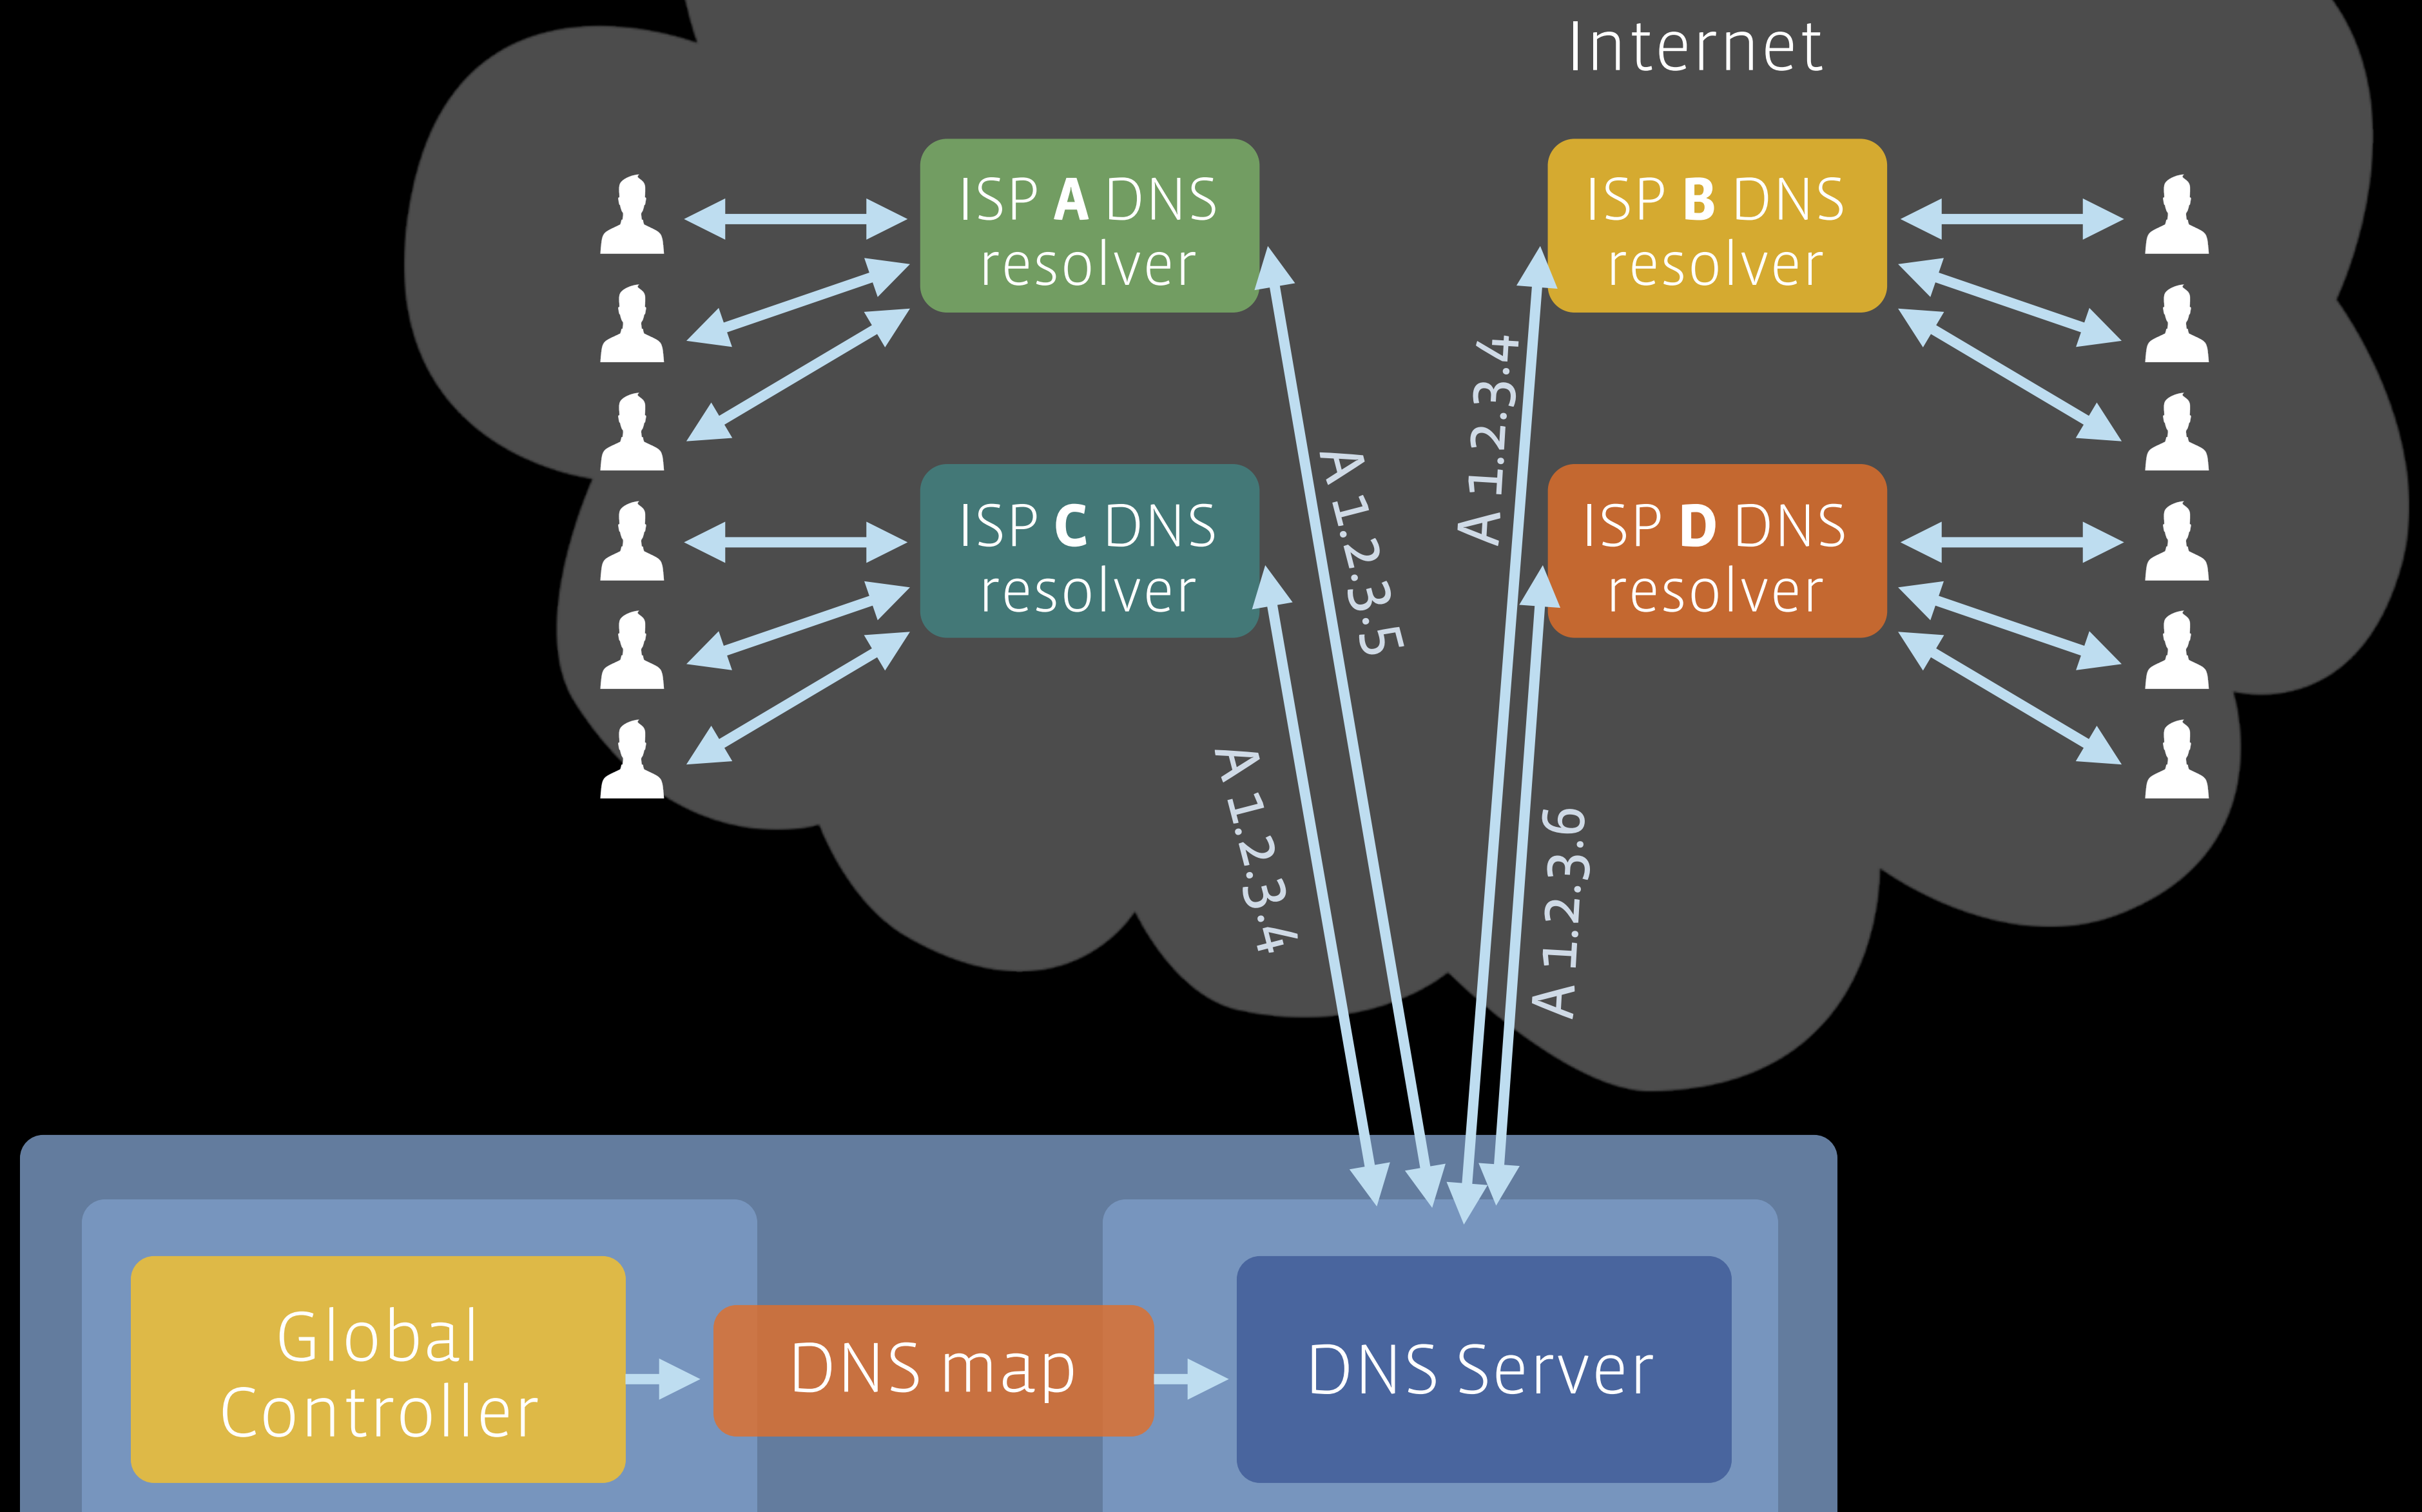 Internet
ISP A DNS
resolver
ISP B DNS
resolver
A 1.2.3.4
A 1.2.3.5
ISP C DNS
resolver
ISP D DNS
resolver
A 1.2.3.4
A 1.2.3.6
Global
Controller
DNS map
DNS Server